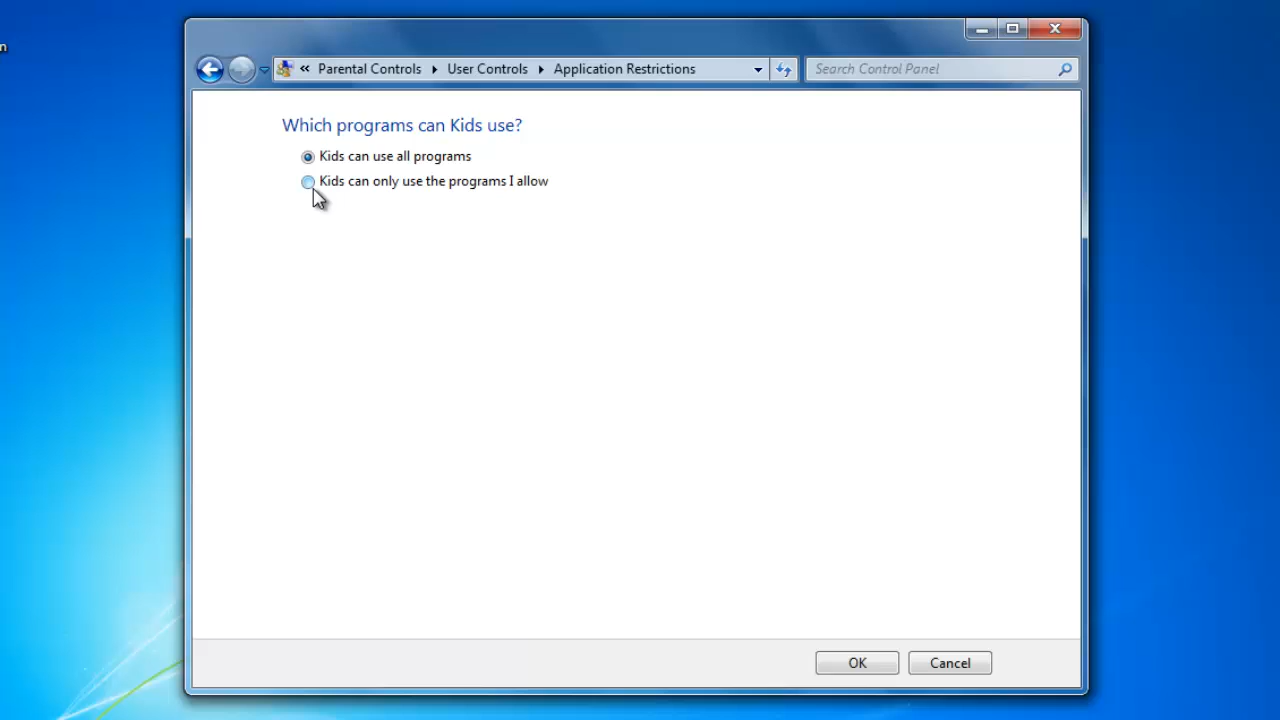 n
« Parental Controls User Controls Application Restrictions
Search Control Panel
Which programs can Kids use?
Kids can use all programs
Kids can only use the programs I allow
OK Cancel